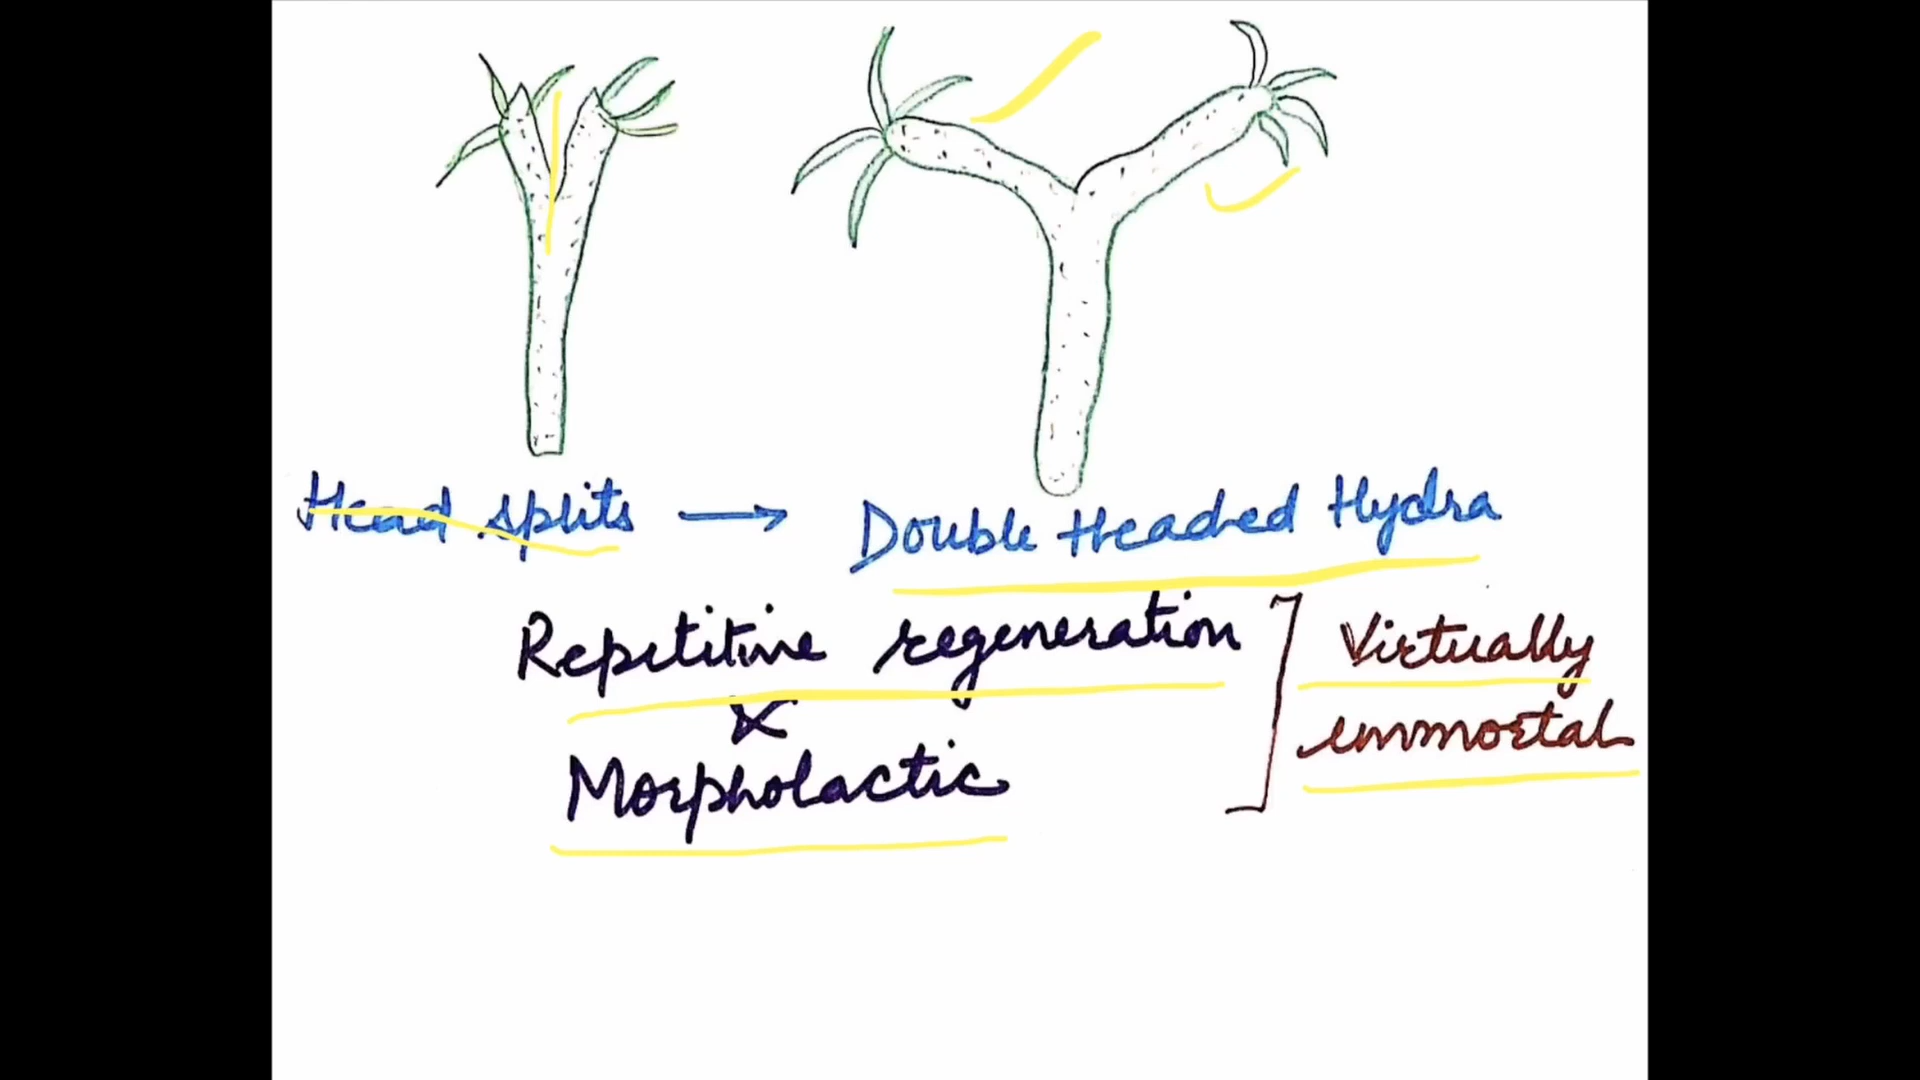 Head splits → Double Headed Hydra
Repetitive regeneration
&
Morpholactic
Virtually
immortal